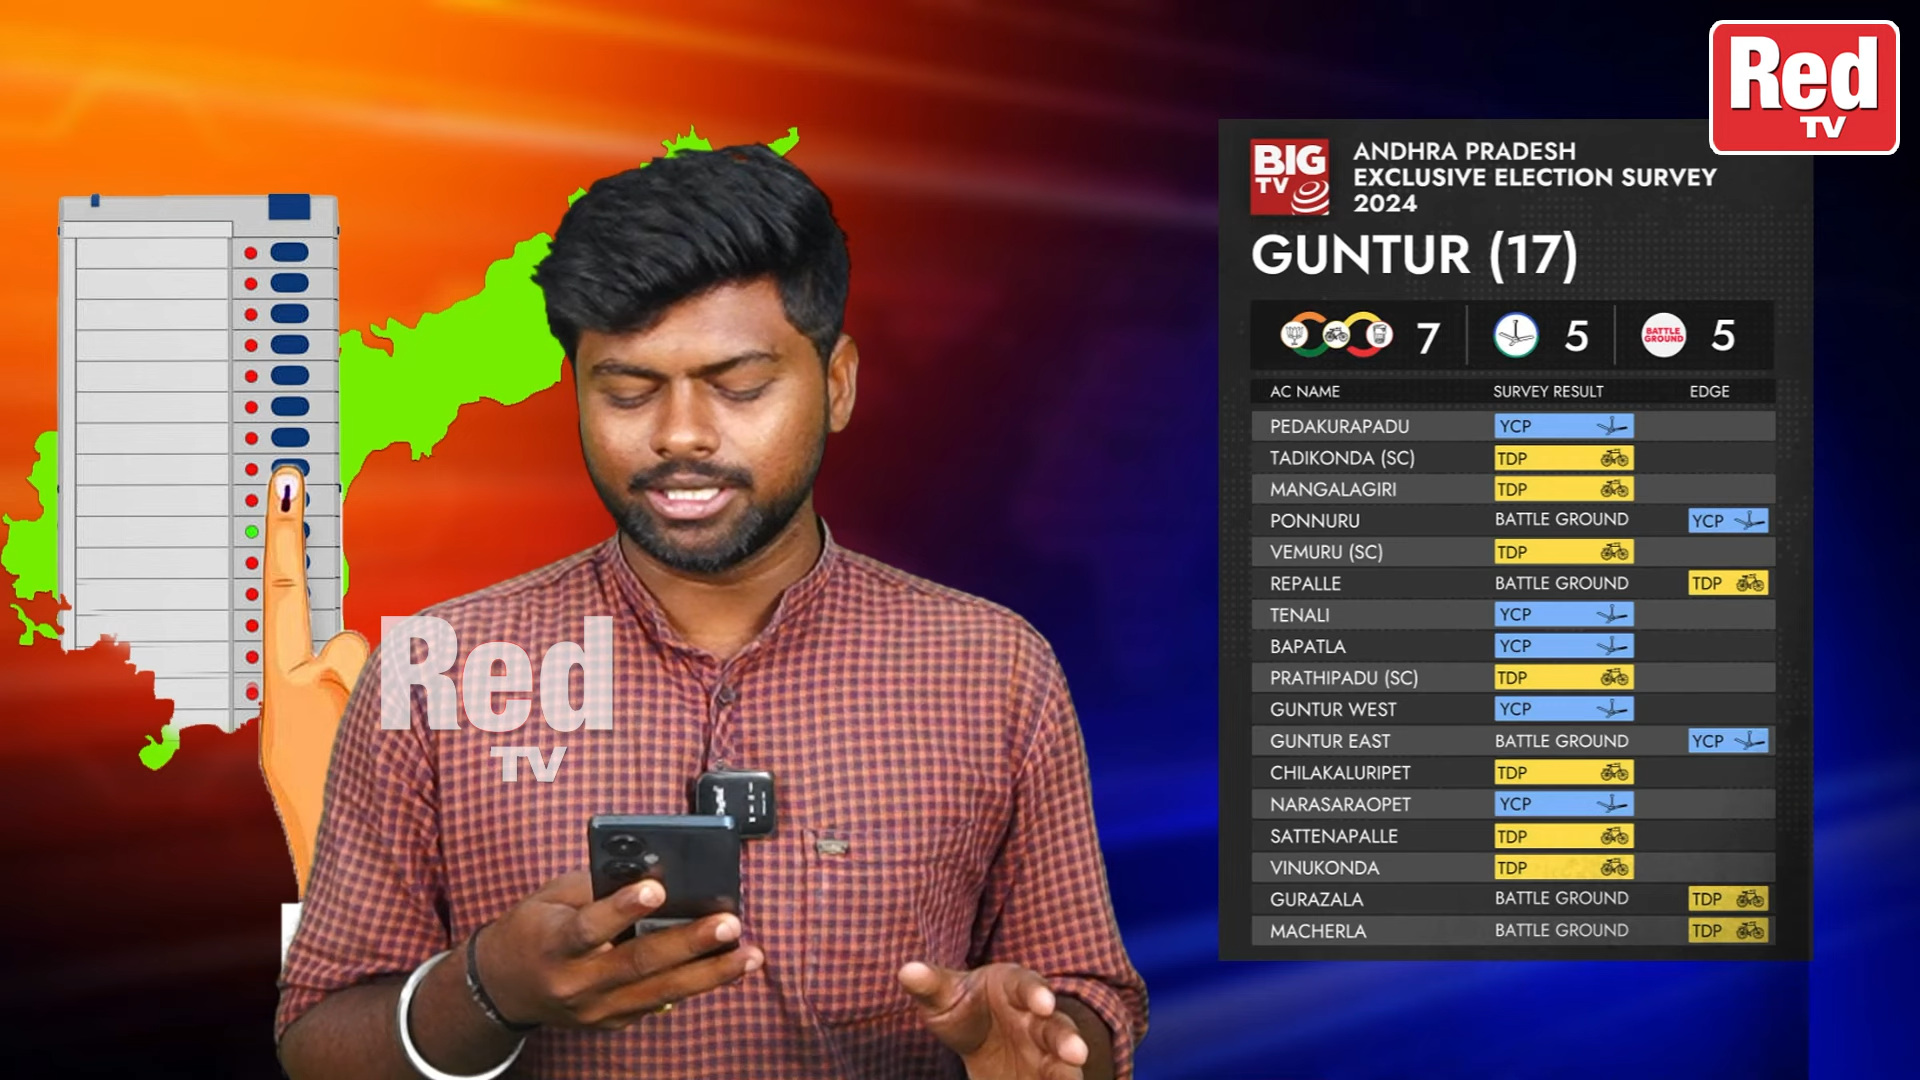 Red
TV
BIG
TV
ANDHRA PRADESH
EXCLUSIVE ELECTION SURVEY
2024
GUNTUR (17)
7 5 BATTLE GROUND 5
AC NAME SURVEY RESULT EDGE
PEDAKURAPADU YCP
TADIKONDA (SC) TDP
MANGALAGIRI TDP
PONNURU BATTLE GROUND YCP
VEMURU (SC) TDP
REPALLE BATTLE GROUND TDP
TENALI YCP
BAPATLA YCP
PRATHIPADU (SC) TDP
GUNTUR WEST YCP
GUNTUR EAST BATTLE GROUND YCP
CHILAKALURIPET TDP
NARASARAOPET YCP
SATTENAPALLE TDP
VINUKONDA TDP
GURAZALA BATTLE GROUND TDP
MACHERLA BATTLE GROUND TDP
Red
TV